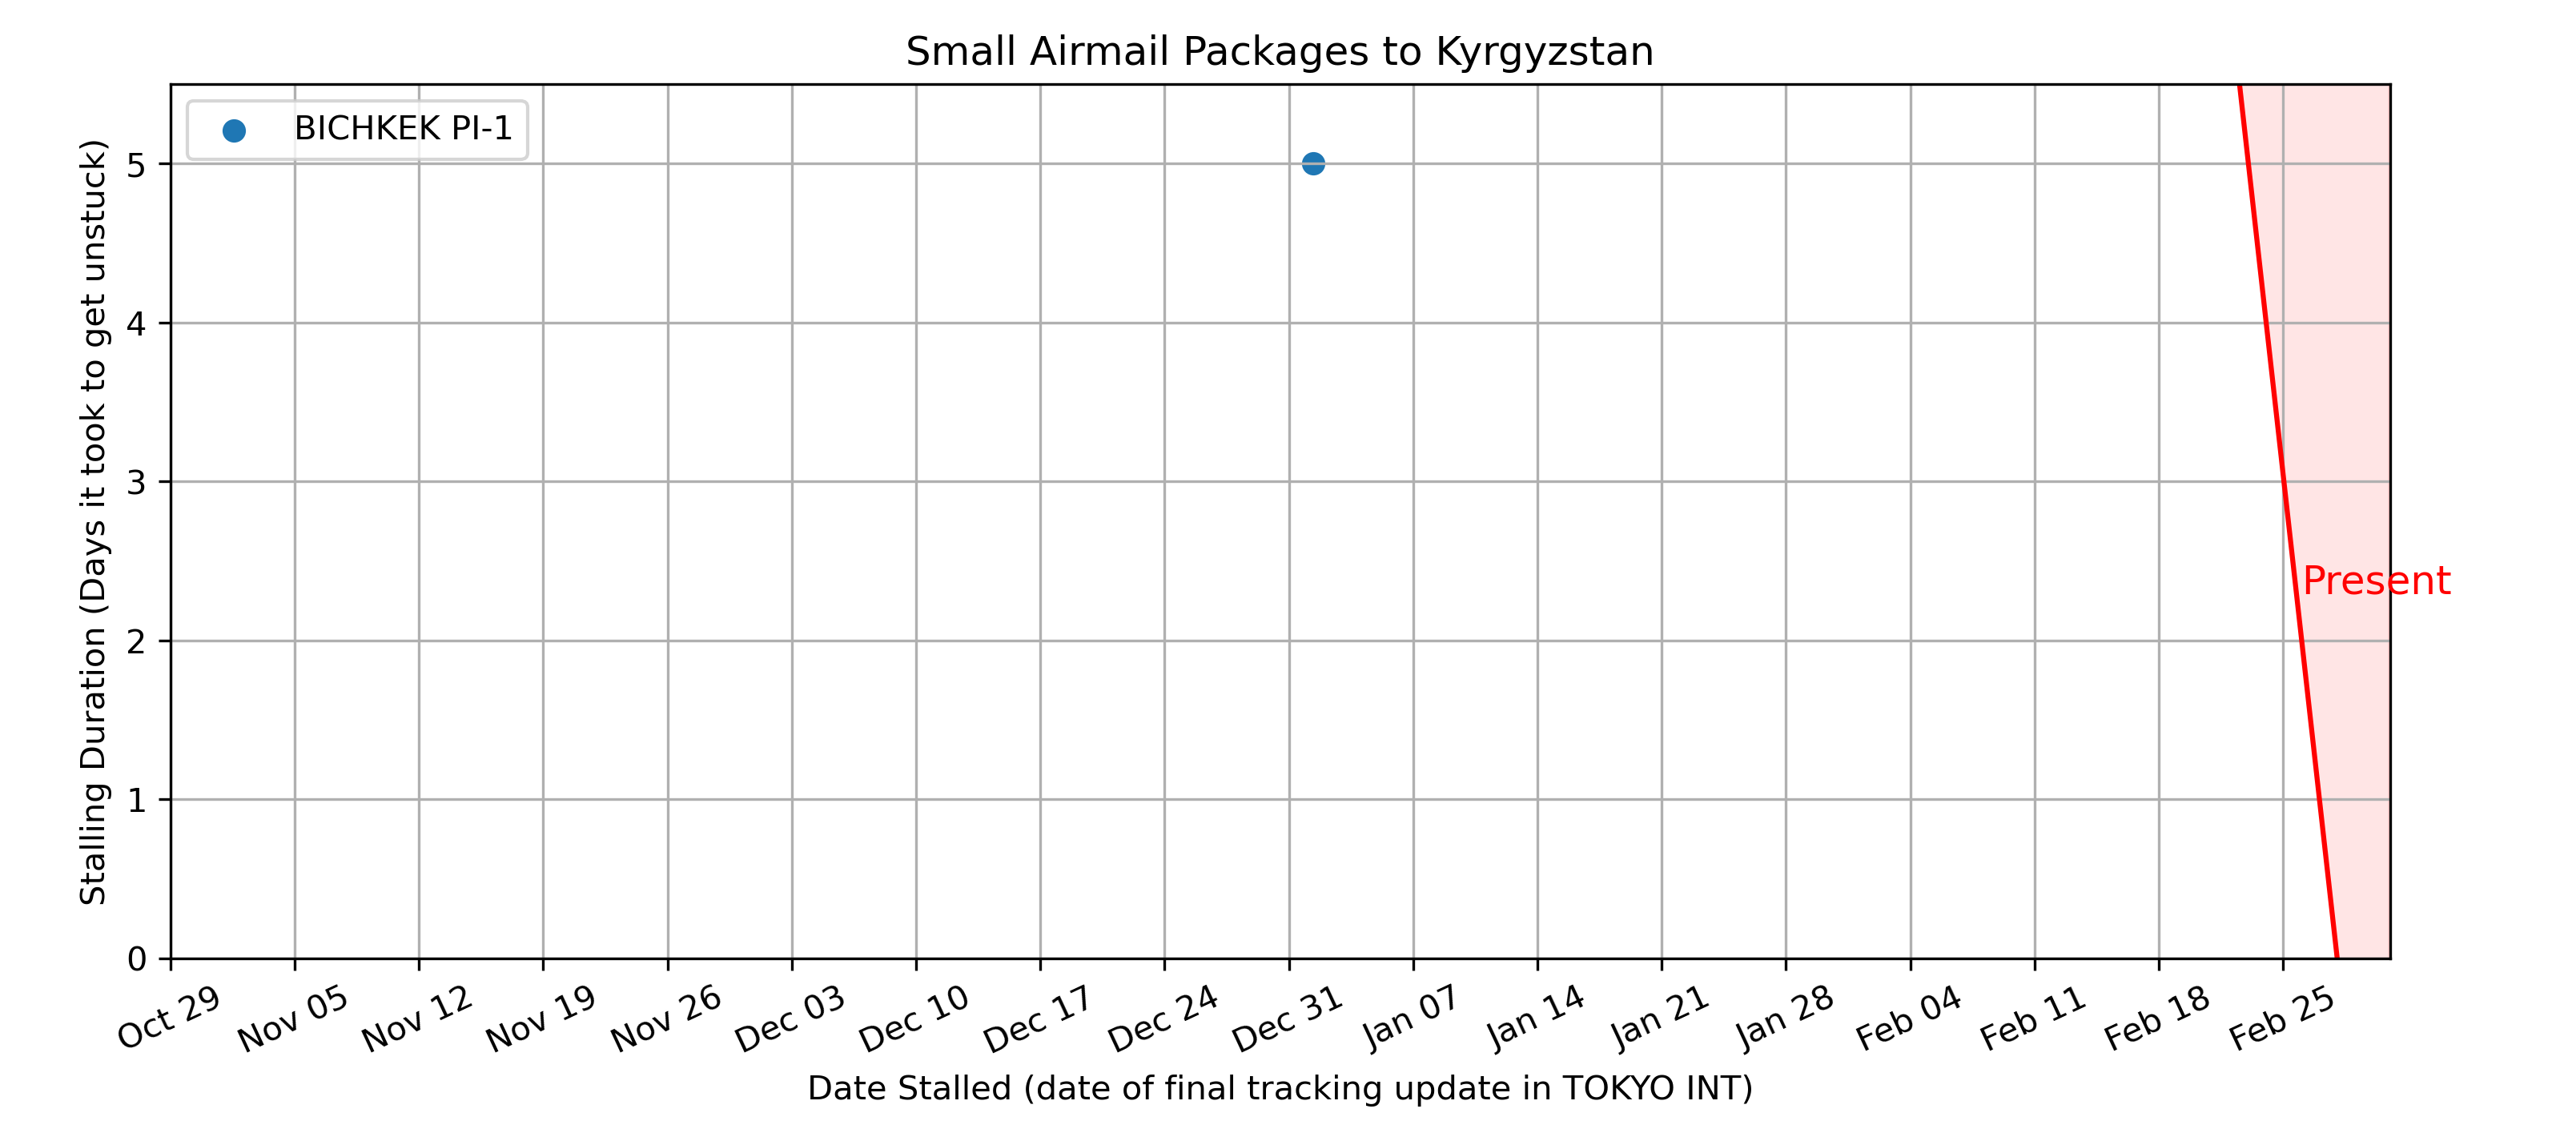 Small Airmail Packages to Kyrgyzstan
BICHKEK PI-1
Stalling Duration (Days it took to get unstuck)
5
4
3
2
1
0
Present
Oct 29
Nov 05
Nov 12
Nov 19
Nov 26
Dec 03
Dec 10
Dec 17
Dec 24
Dec 31
Jan 07
Jan 14
Jan 21
Jan 28
Feb 04
Feb 11
Feb 18
Feb 25
Date Stalled (date of final tracking update in TOKYO INT)